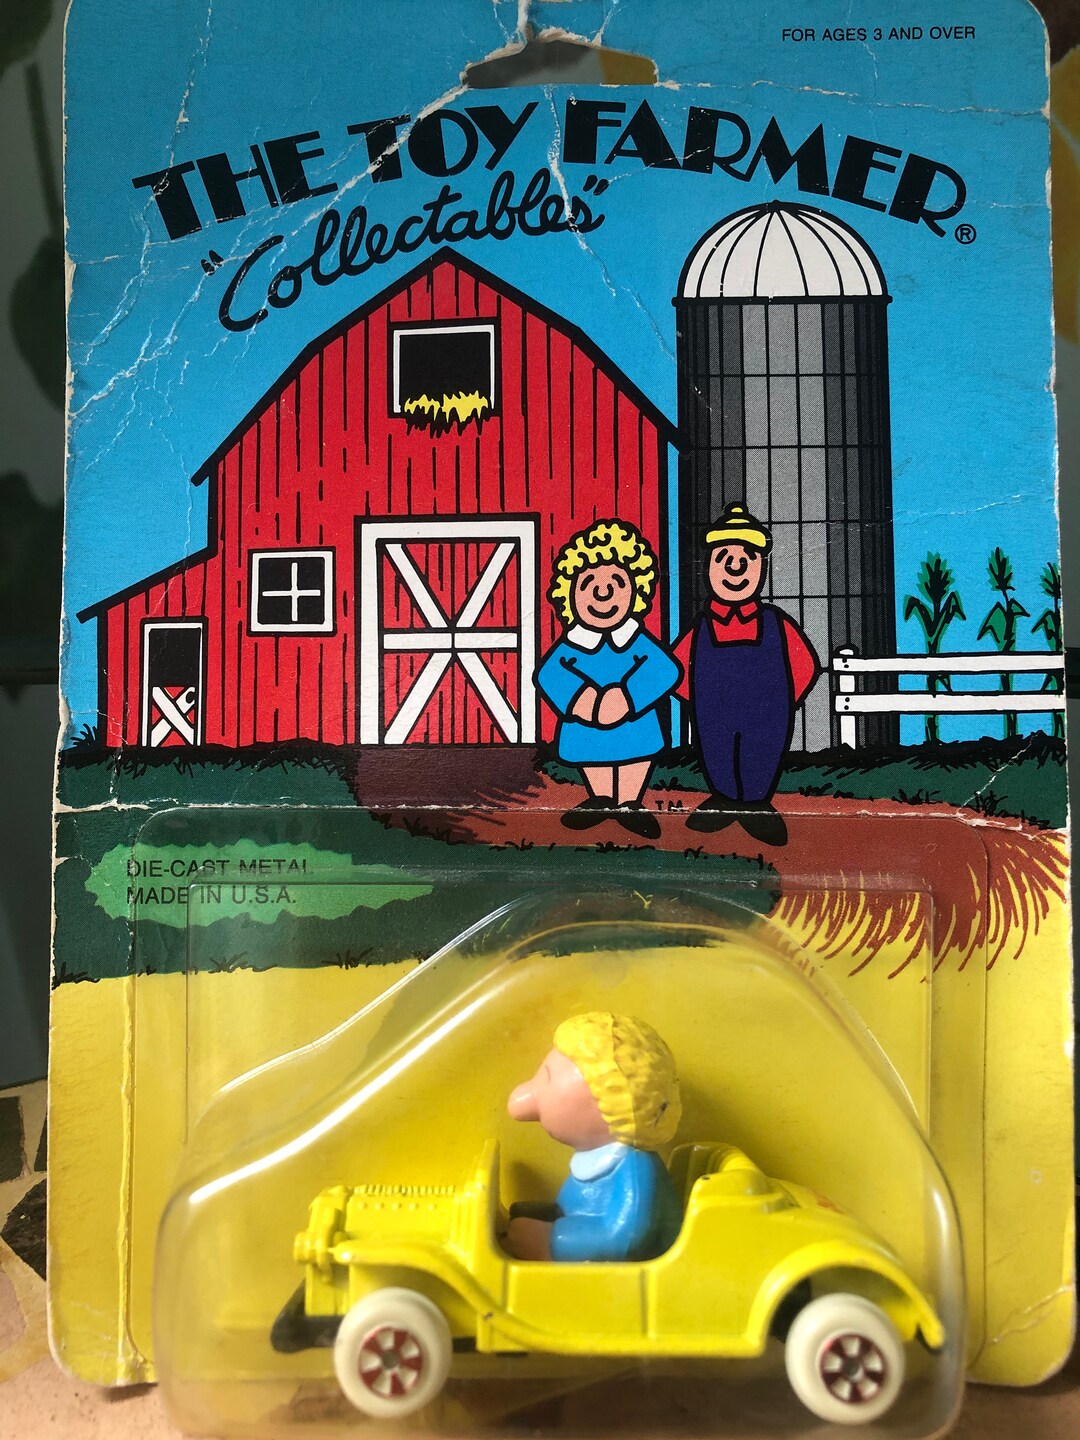 FOR AGES 3 AND OVER
THE TOY FARMER®
"Collectables"
TM
DIE-CAST METAL
MADE IN U.S.A.